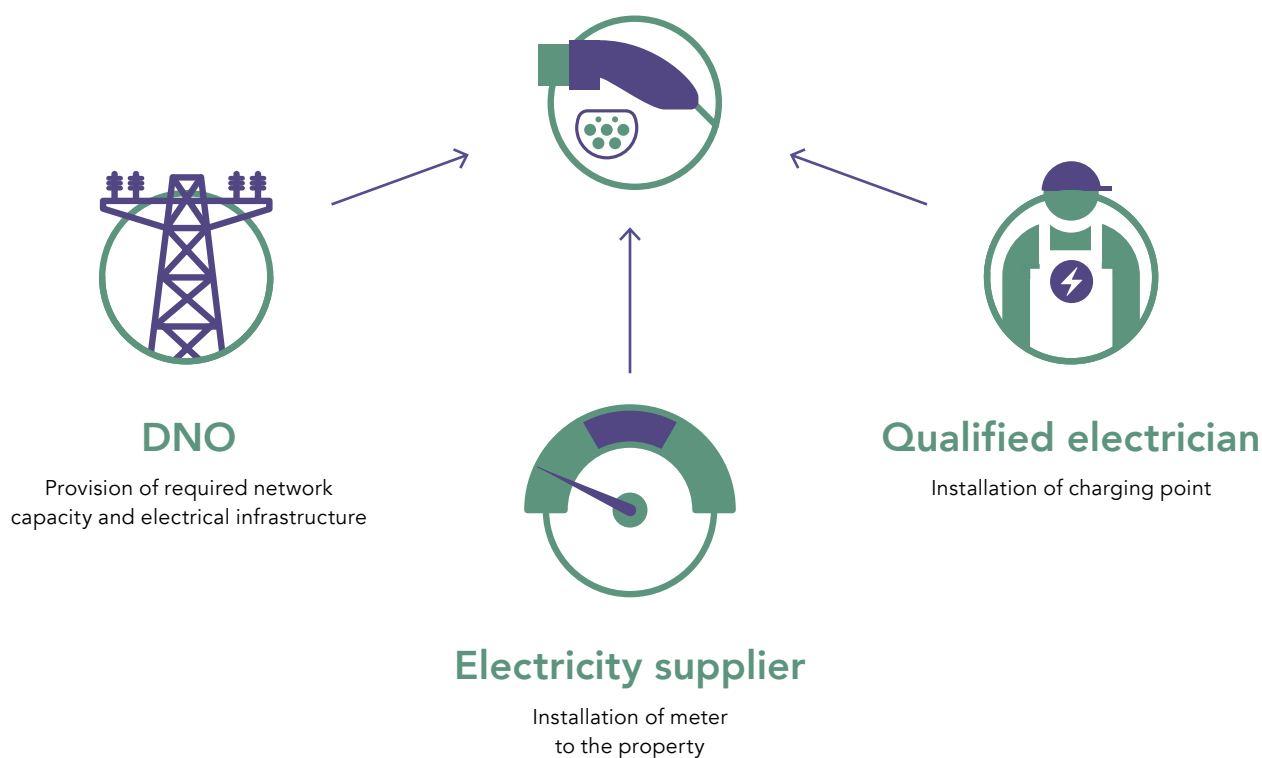 DNO
Provision of required network
capacity and electrical infrastructure
Qualified electrician
Installation of charging point
Electricity supplier
Installation of meter
to the property